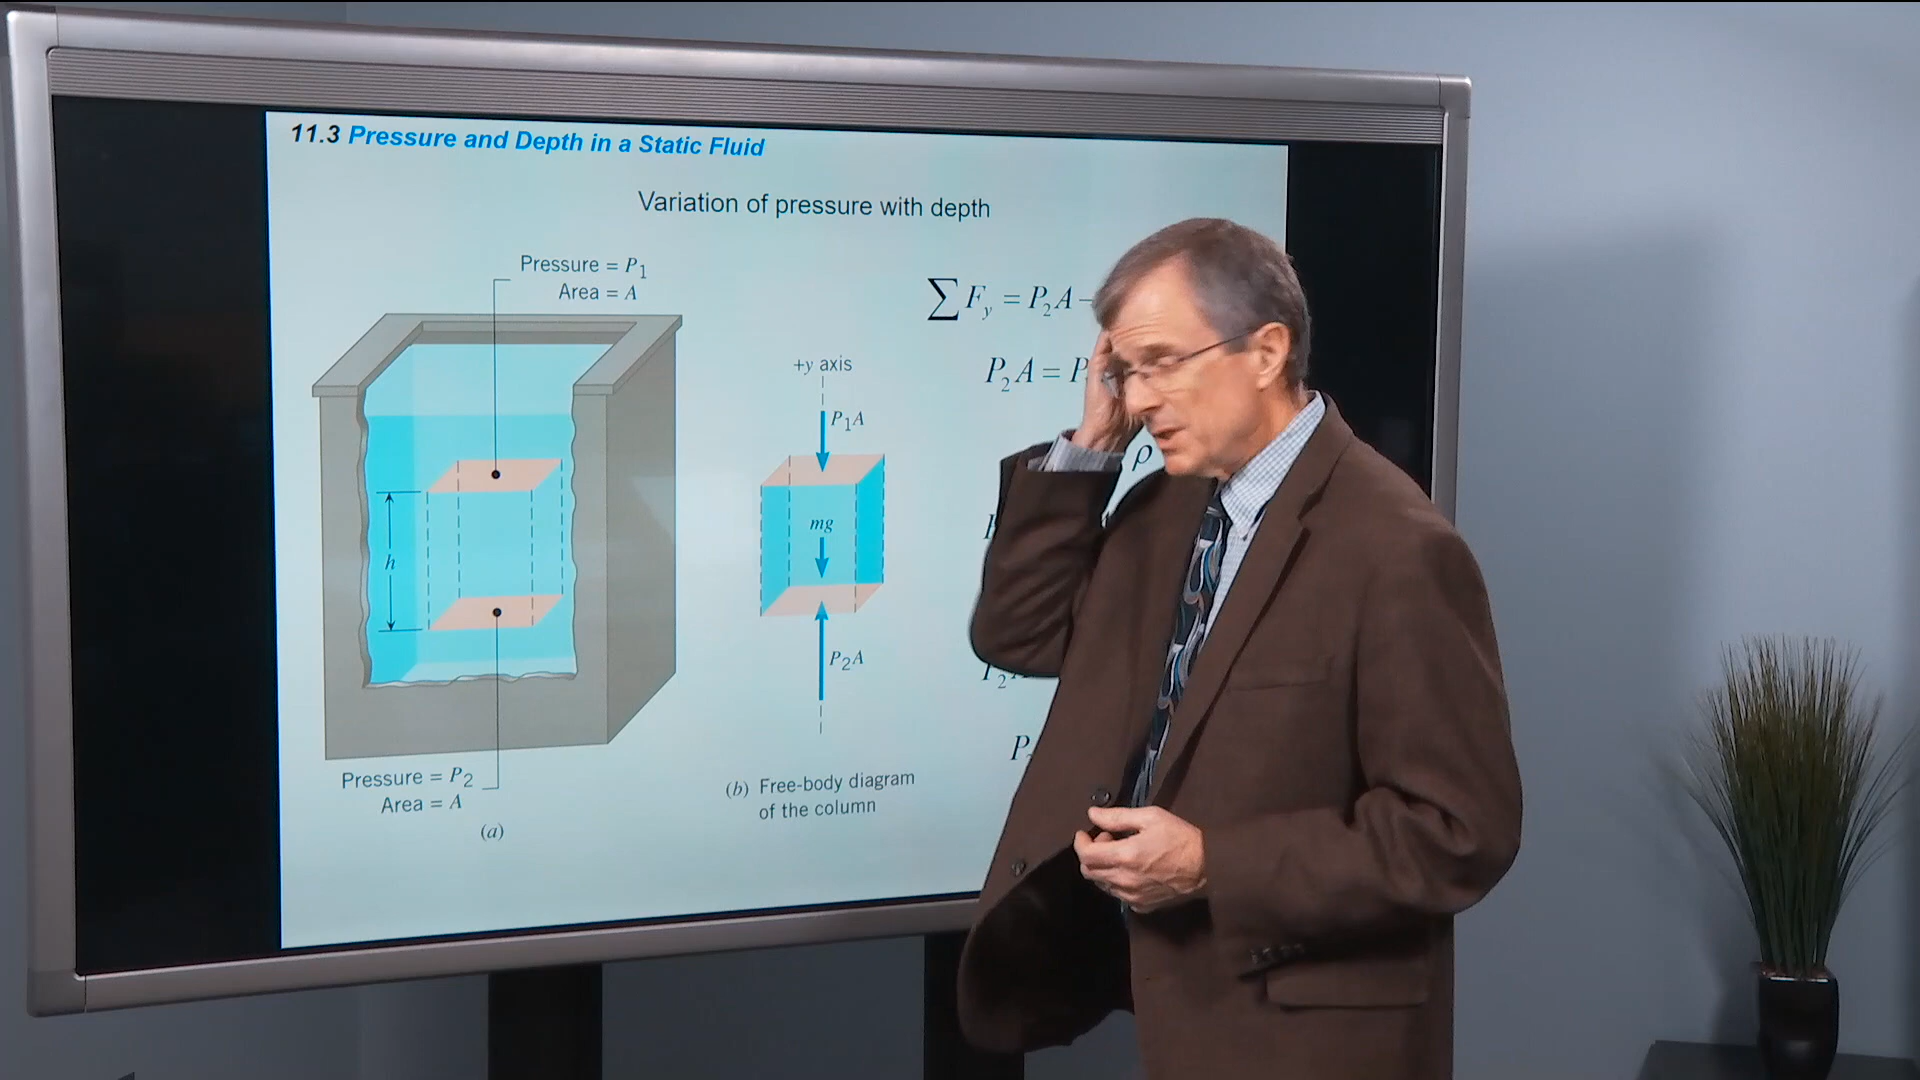 11.3 Pressure and Depth in a Static Fluid
Variation of pressure with depth
Pressure = P₁
Area = A
h
Pressure = P₂
Area = A
(a)
+y axis
P₁A
mg
P₂A
(b) Free-body diagram
of the column
∑F_y = P₂A –
P₂A = P
ρ
P